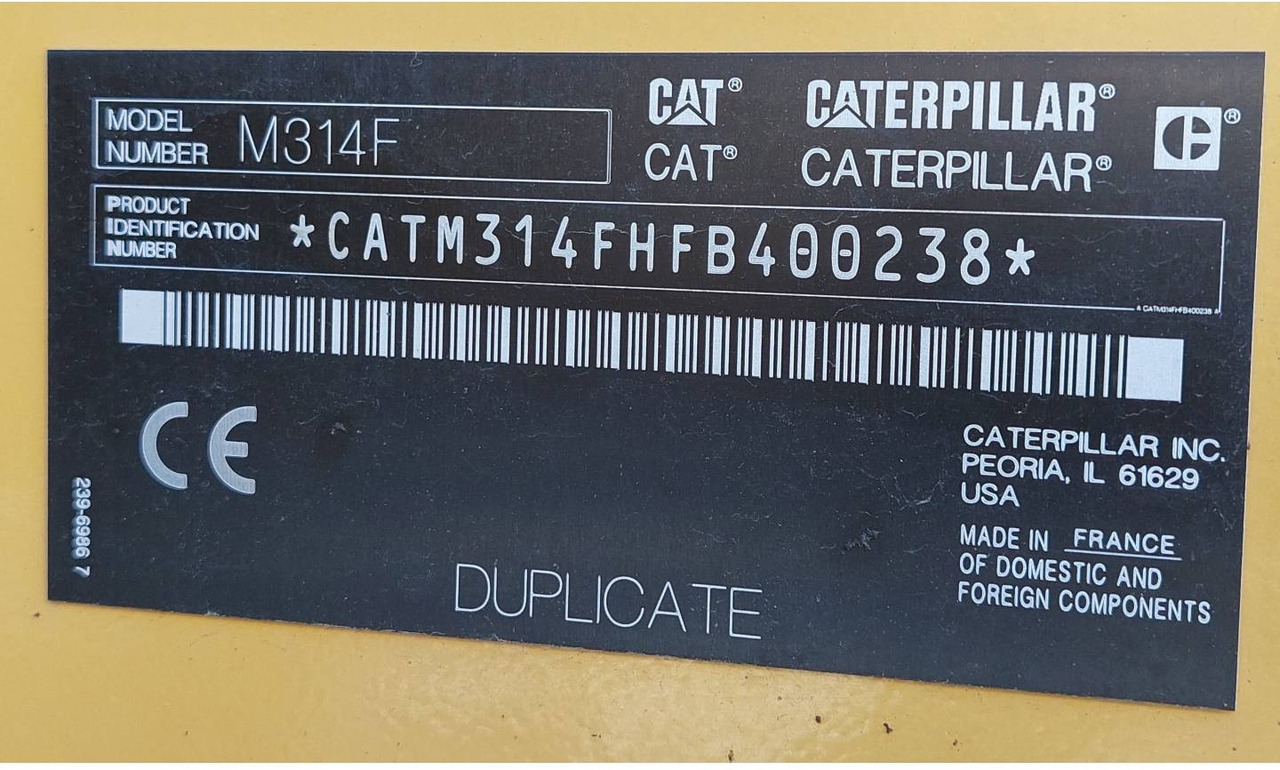 MODEL NUMBER M314F
CAT® CATERPILLAR®
CAT® CATERPILLAR®
PRODUCT IDENTIFICATION NUMBER *CATM314FHFB400238*
* CATM314FHFB400238 *
CATERPILLAR INC.
PEORIA, IL 61629
USA
MADE IN FRANCE
OF DOMESTIC AND
FOREIGN COMPONENTS
CE
239-6986 7
DUPLICATE